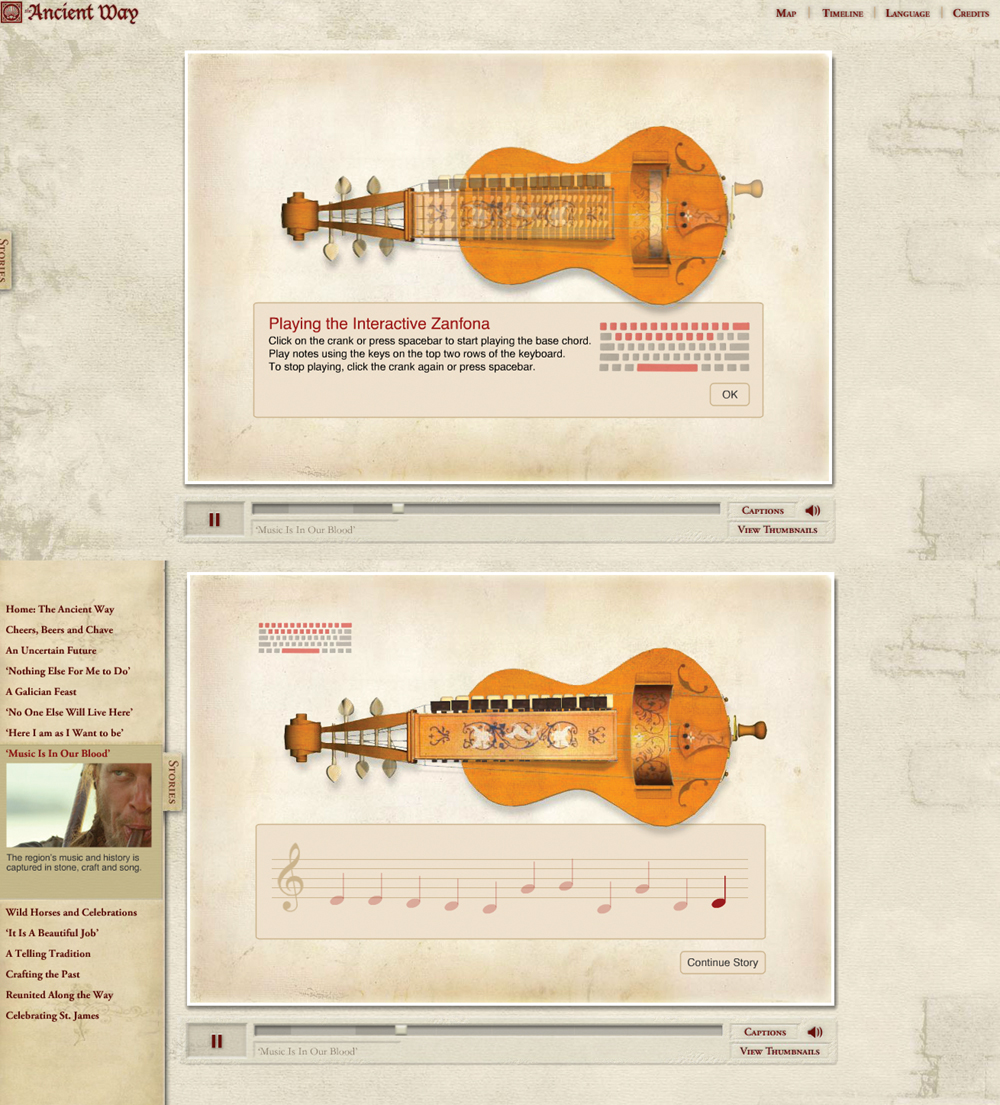 the Ancient Way
Map
Timeline
Language
Credits
Stories
Playing the Interactive Zanfona
Click on the crank or press spacebar to start playing the base chord.
Play notes using the keys on the top two rows of the keyboard.
To stop playing, click the crank again or press spacebar.
OK
Captions
'Music Is In Our Blood'
View Thumbnails
Home: The Ancient Way
Cheers, Beers and Chave
An Uncertain Future
'Nothing Else For Me to Do'
A Galician Feast
'No One Else Will Live Here'
'Here I am as I Want to be'
'Music Is In Our Blood'
Stories
The region's music and history is
captured in stone, craft and song.
Wild Horses and Celebrations
'It Is A Beautiful Job'
A Telling Tradition
Crafting the Past
Reunited Along the Way
Celebrating St. James
Continue Story
Captions
'Music Is In Our Blood'
View Thumbnails